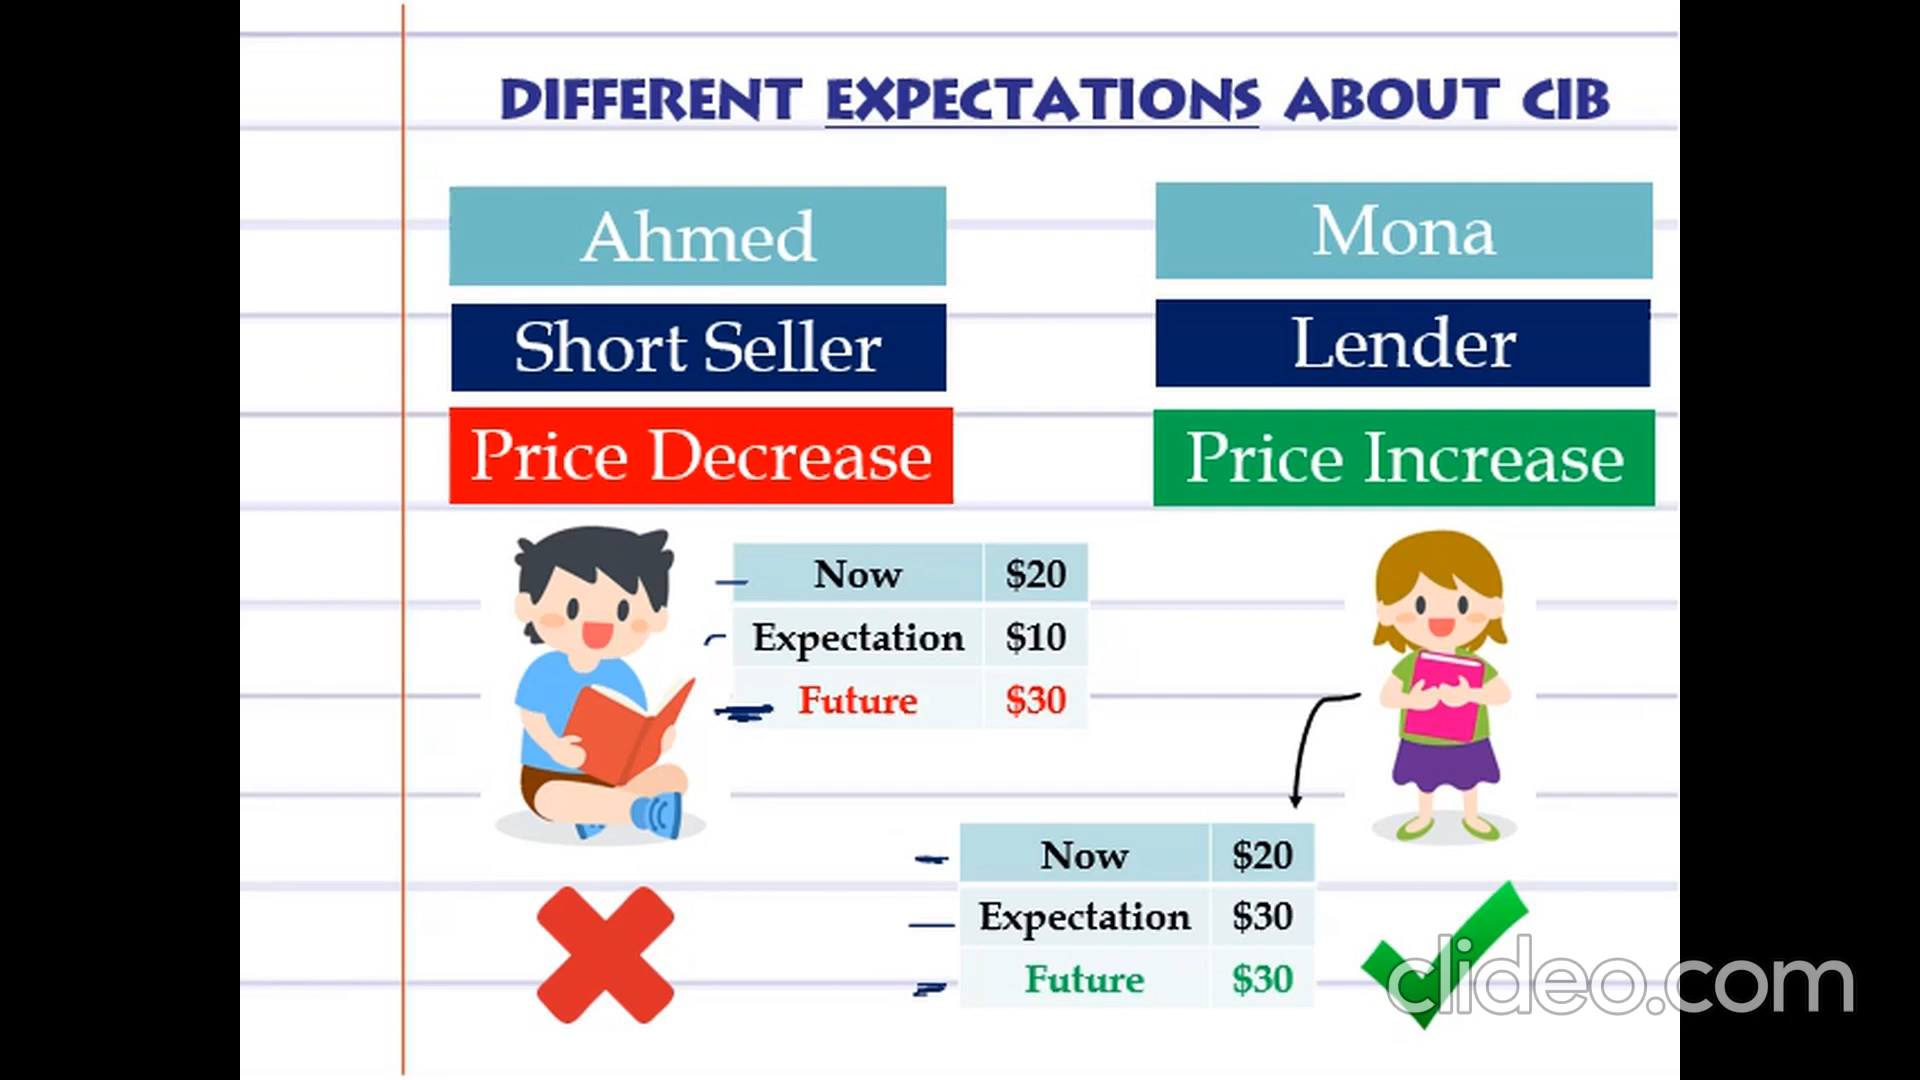 DIFFERENT EXPECTATIONS ABOUT CIB
Ahmed
Short Seller
Price Decrease
Mona
Lender
Price Increase
Now $20
Expectation $10
Future $30
Now $20
Expectation $30
Future $30
clideo.com